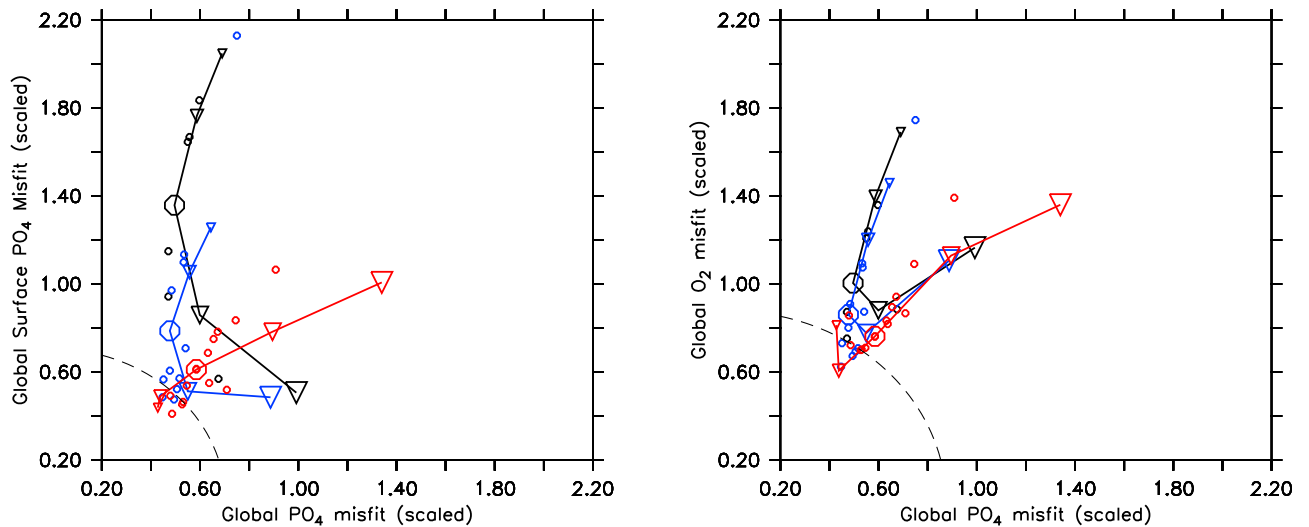 Global Surface PO4 Misfit (scaled)
2.20
1.80
1.40
1.00
0.60
0.20
0.20 0.60 1.00 1.40 1.80 2.20
Global PO4 misfit (scaled)
Global O2 misfit (scaled)
2.20
1.80
1.40
1.00
0.60
0.20
0.20 0.60 1.00 1.40 1.80 2.20
Global PO4 misfit (scaled)